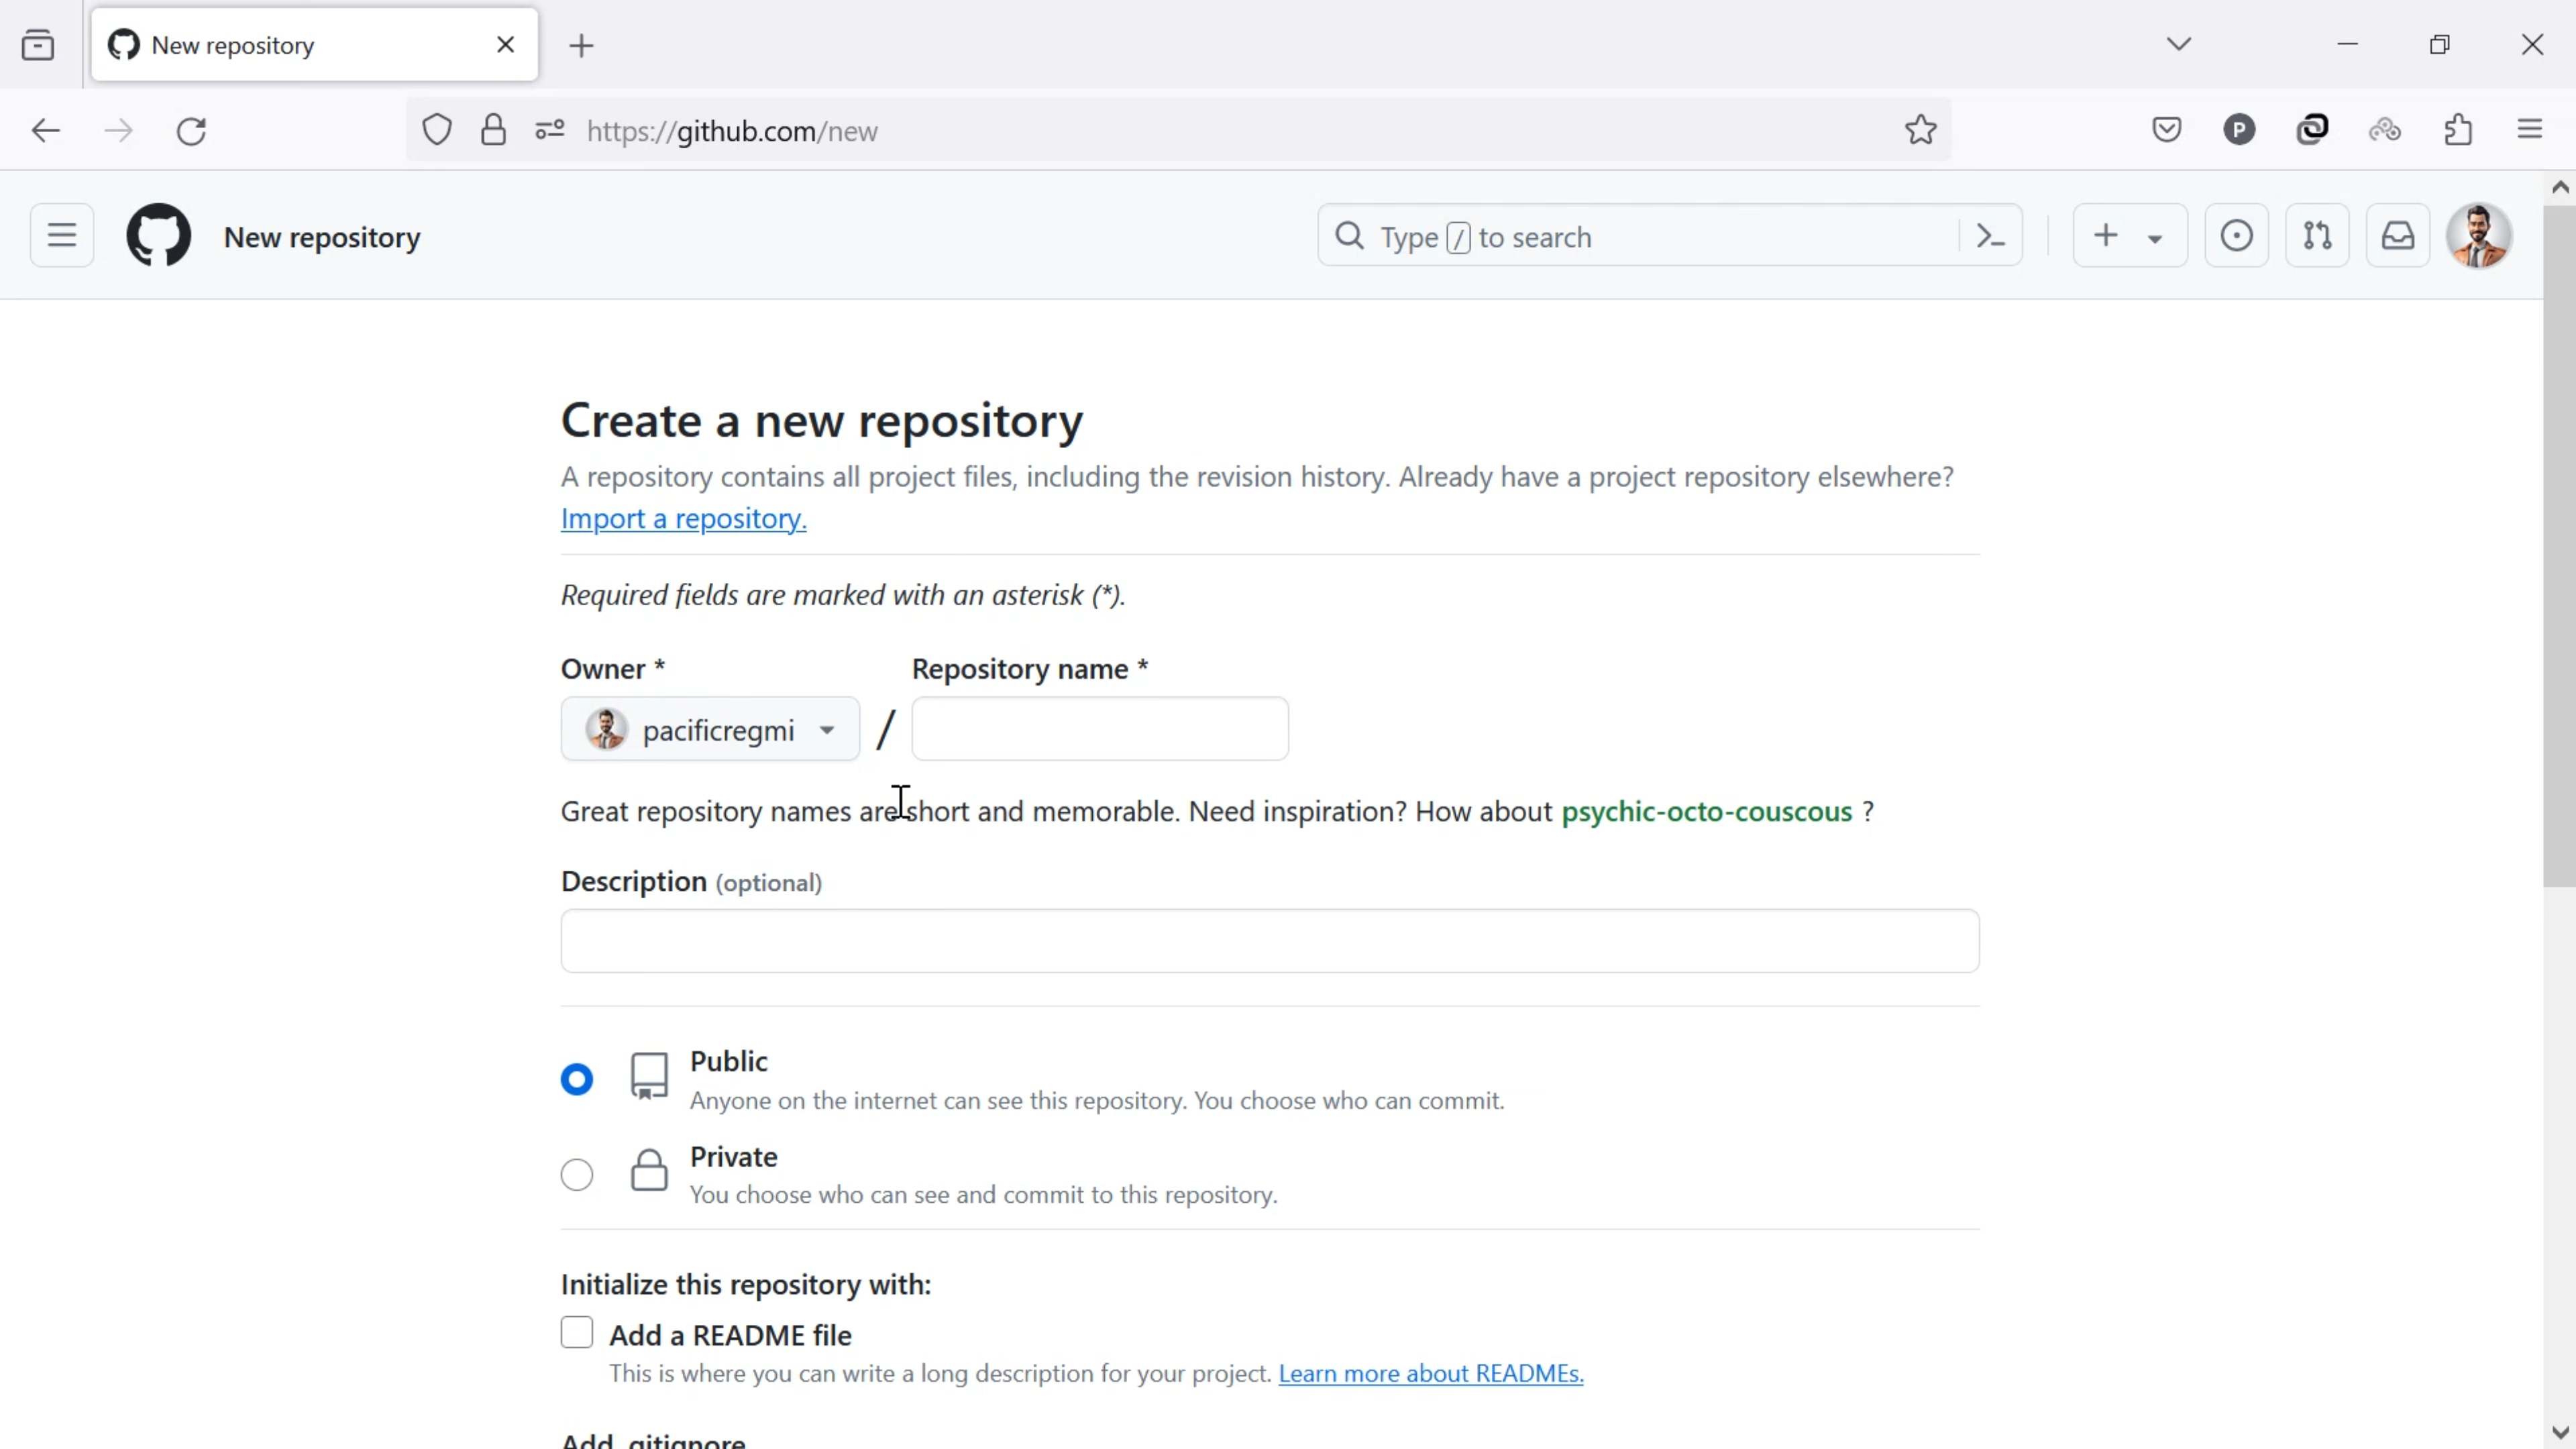 New repository
https://github.com/new
P
New repository
Type / to search
Create a new repository
A repository contains all project files, including the revision history. Already have a project repository elsewhere?
Import a repository.
Required fields are marked with an asterisk (*).
Owner * Repository name *
pacificregmi /
Great repository names are short and memorable. Need inspiration? How about psychic-octo-couscous ?
Description (optional)
Public
Anyone on the internet can see this repository. You choose who can commit.
Private
You choose who can see and commit to this repository.
Initialize this repository with:
Add a README file
This is where you can write a long description for your project. Learn more about READMEs.
Add .gitignore